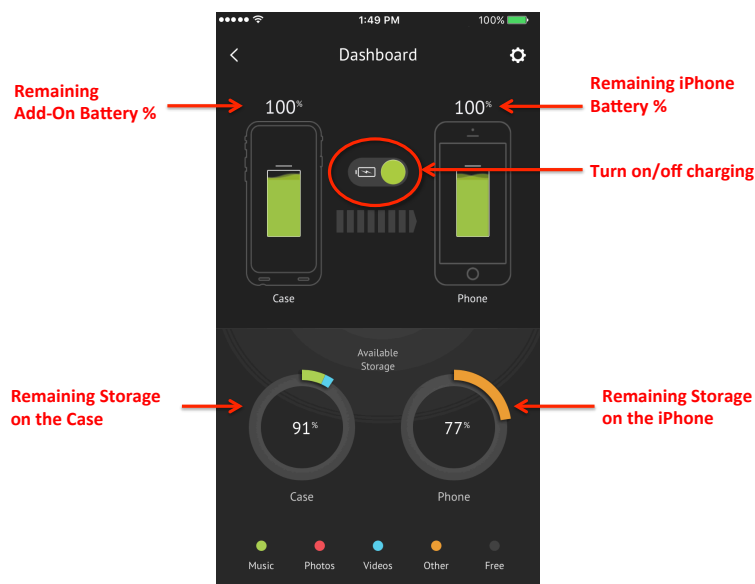 1:49 PM
100%
Dashboard
Remaining
Add-On Battery %
100%
100%
Remaining iPhone
Battery %
Turn on/off charging
Case
Phone
Available
Storage
Remaining Storage
on the Case
91%
77%
Remaining Storage
on the iPhone
Case
Phone
Music
Photos
Videos
Other
Free